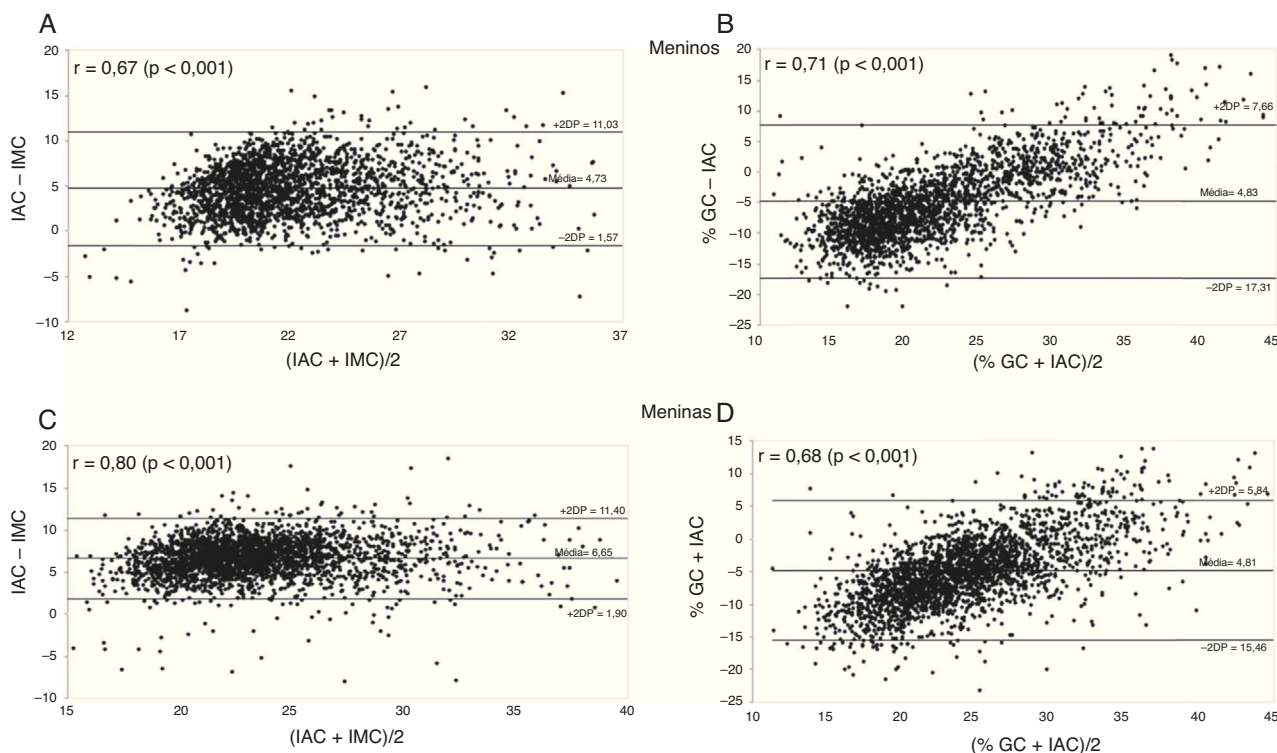 A
r = 0,67 (p < 0,001)
IAC – IMC
20
15
10
5
0
–5
–10
+2DP = 11,03
Média= 4,73
–2DP = 1,57
12
17
22
27
32
37
(IAC + IMC)/2
Meninos
B
r = 0,71 (p < 0,001)
% GC – IAC
20
15
10
5
0
–5
–10
–15
–20
–25
+2DP = 7,66
Média= 4,83
–2DP = 17,31
10
15
20
25
30
35
40
45
(% GC + IAC)/2
C
r = 0,80 (p < 0,001)
IAC – IMC
20
15
10
5
0
–5
–10
+2DP = 11,40
Média= 6,65
+2DP = 1,90
15
20
25
30
35
40
(IAC + IMC)/2
Meninas
D
r = 0,68 (p < 0,001)
% GC + IAC
15
10
5
0
–5
–10
–15
–20
–25
+2DP = 5,84
Média= 4,81
–2DP = 15,46
10
15
20
25
30
35
40
45
(% GC + IAC)/2